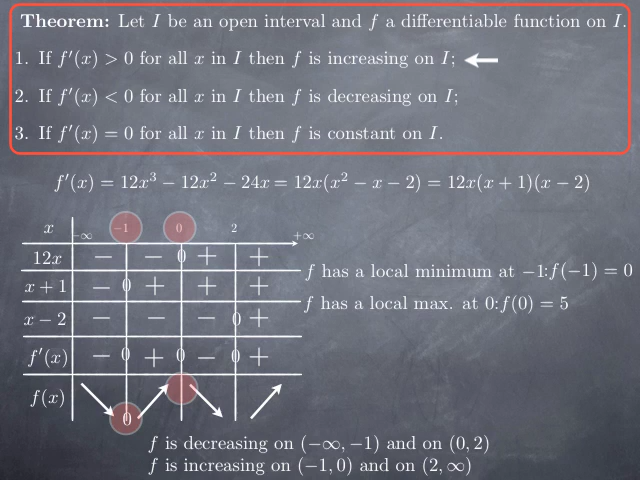 Theorem: Let I be an open interval and f a differentiable function on I.
1. If f′(x) > 0 for all x in I then f is increasing on I;
2. If f′(x) < 0 for all x in I then f is decreasing on I;
3. If f′(x) = 0 for all x in I then f is constant on I.
f′(x) = 12x³ − 12x² − 24x = 12x(x² − x − 2) = 12x(x + 1)(x − 2)
x −∞ −1 0 2 +∞
12x − − 0 + +
x + 1 − 0 + + +
x − 2 − − − 0 +
f′(x) − 0 + 0 − 0 +
f(x) 0
f has a local minimum at −1:f(−1) = 0
f has a local max. at 0:f(0) = 5
f is decreasing on (−∞, −1) and on (0, 2)
f is increasing on (−1, 0) and on (2, ∞)